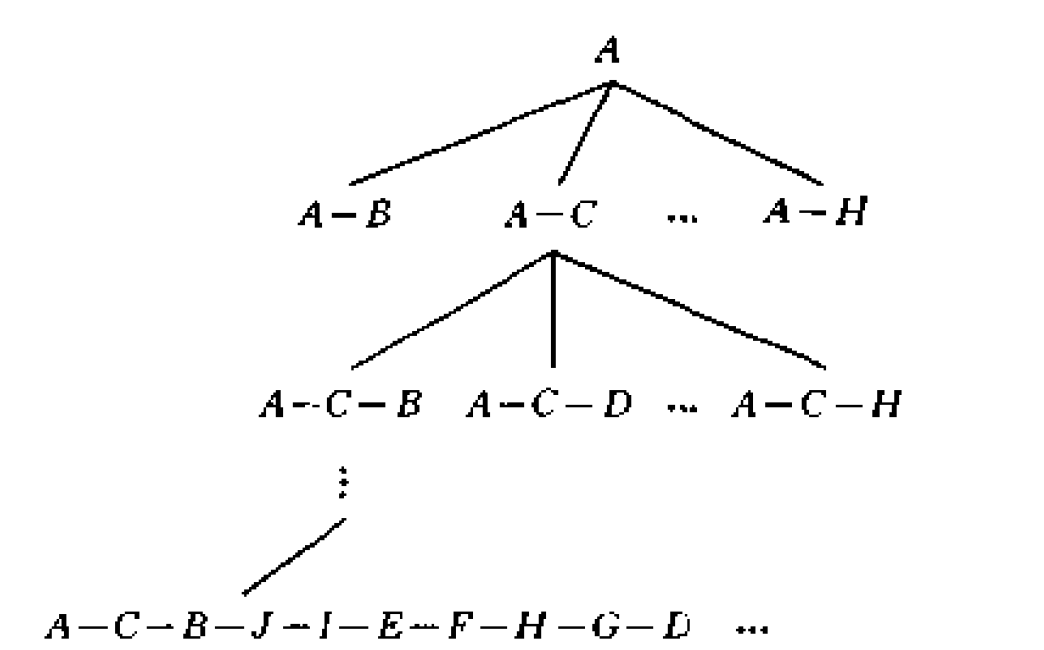 A
A – B A – C ... A – H
A – C – B A – C – D ... A – C – H
⋮
A – C – B – J – I – E – F – H – G – D ...